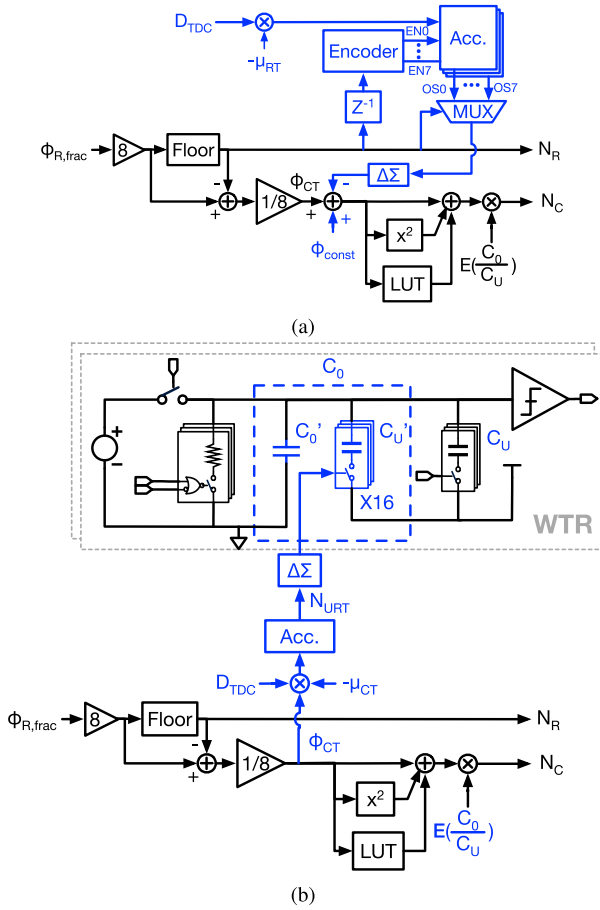 D_TDC
-μ_RT
Encoder
EN0
EN7
Acc.
OS0
OS7
Z⁻¹
MUX
Φ_R,frac
8
Floor
N_R
ΔΣ
-
-
Φ_CT
+
1/8
+
+
N_C
Φ_const
x²
LUT
E(C_0/C_U)
(a)
C_0
+
-
C_0'
C_U'
C_U
X16
WTR
ΔΣ
N_URT
Acc.
D_TDC
-μ_CT
Φ_R,frac
8
Floor
N_R
-
Φ_CT
+
1/8
N_C
x²
LUT
E(C_0/C_U)
(b)